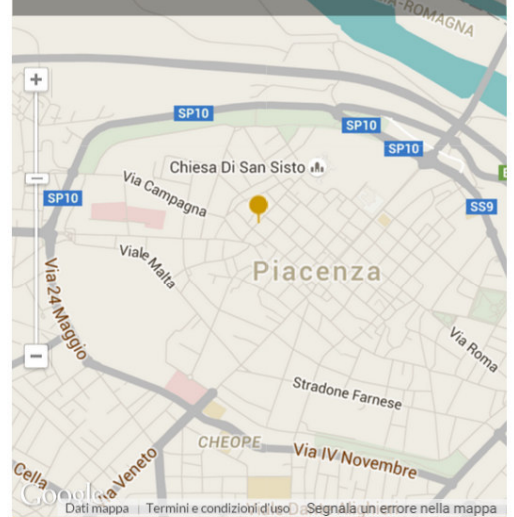 A-ROMAGNA
SP10
SP10
SP10
Chiesa Di San Sisto
Via Campagna
SP10
SS9
E
Viale Malta
Piacenza
Via 24 Maggio
Via Roma
Stradone Farnese
CHEOPE
Via IV Novembre
Cella
a Veneto
Google
Dati mappa
Termini e condizioni d'uso
Segnala un errore nella mappa